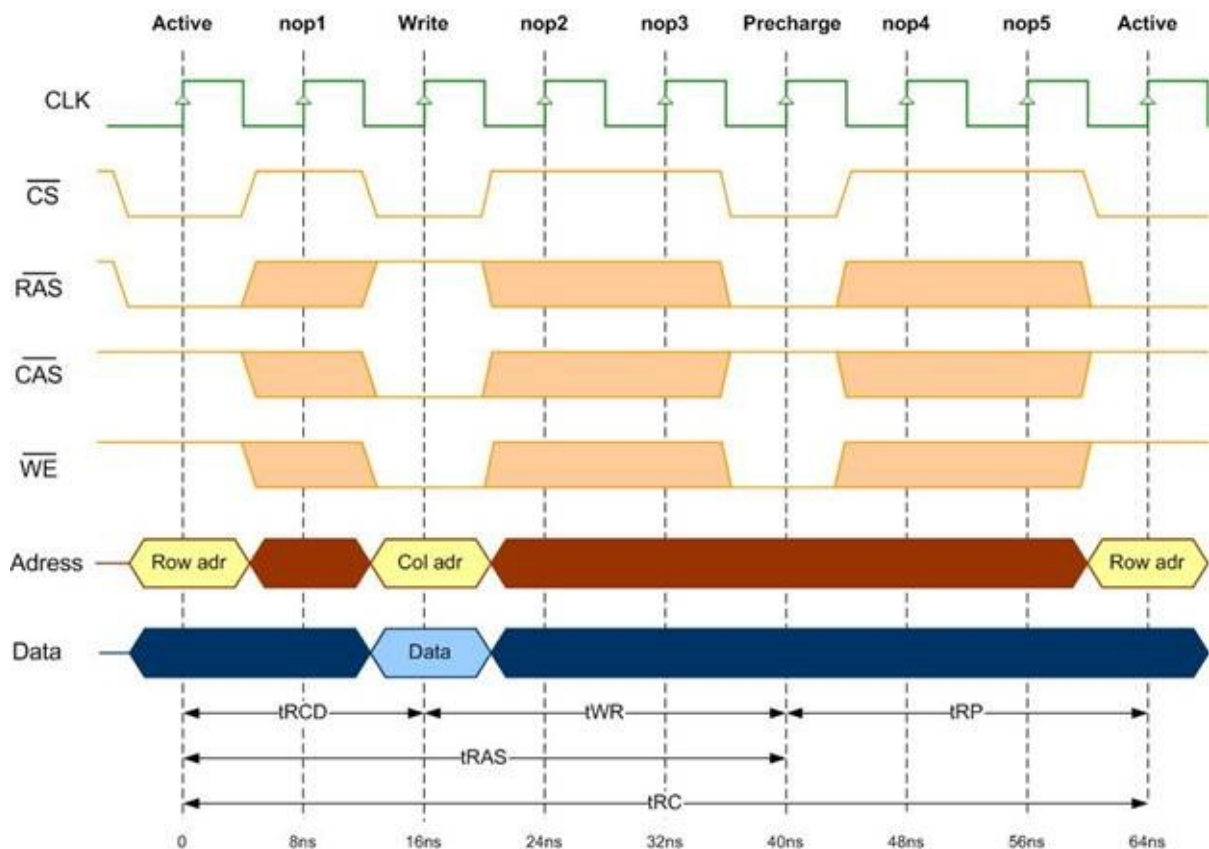 Active nop1 Write nop2 nop3 Precharge nop4 nop5 Active
CLK
CS
RAS
CAS
WE
Adress Row adr Col adr Row adr
Data Data
tRCD tWR tRP
tRAS
tRC
0 8ns 16ns 24ns 32ns 40ns 48ns 56ns 64ns